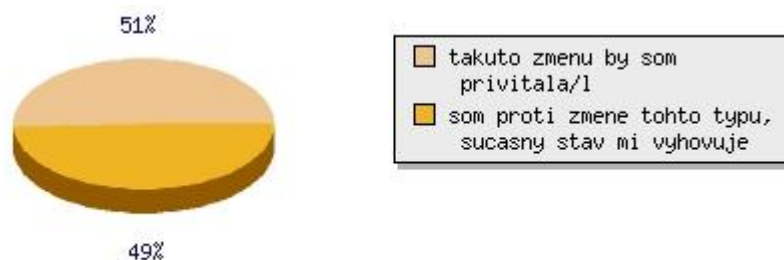 51%
takuto zmenu by som
privitala/l
som proti zmene tohto typu,
sucasny stav mi vyhovuje
49%